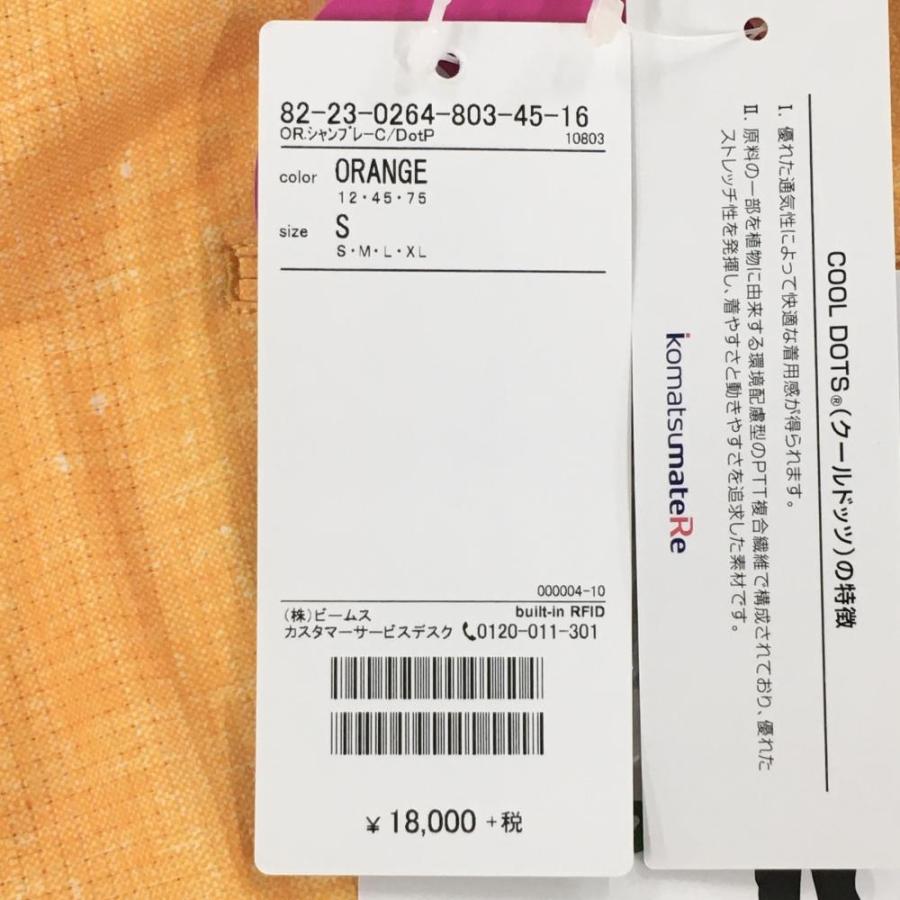 82-23-0264-803-45-16
OR.シャンブレーC/DotP
10803
color ORANGE
12・45・75
size S
S・M・L・XL
000004-10
(株)ビームス
built-in RFID
カスタマーサービスデスク 0120-011-301
¥ 18,000 +税
COOL DOTS®(クールドッツ)の特徴
I. 優れた通気性によって快適な着用感が得られます。
II. 原料の一部を植物に由来する環境配慮型のPTT複合繊維で構成されており、優れた
ストレッチ性を発揮し、着やすさと動きやすさを追求した素材です。
komatsumateRe